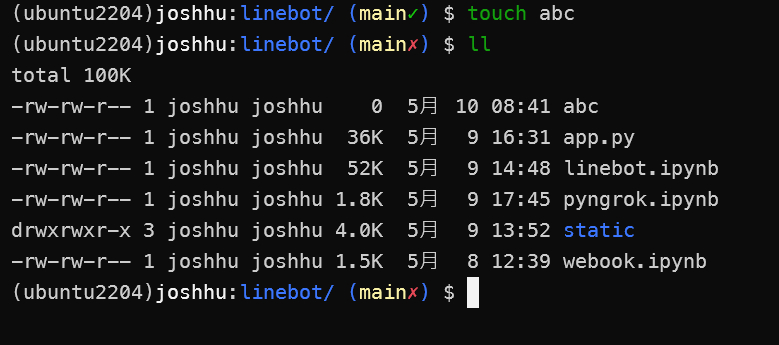 (ubuntu2204)joshhu:linebot/ (main✓) $ touch abc
(ubuntu2204)joshhu:linebot/ (main✗) $ ll
total 100K
-rw-rw-r-- 1 joshhu joshhu    0  5月  10 08:41 abc
-rw-rw-r-- 1 joshhu joshhu  36K  5月   9 16:31 app.py
-rw-rw-r-- 1 joshhu joshhu  52K  5月   9 14:48 linebot.ipynb
-rw-rw-r-- 1 joshhu joshhu 1.8K  5月   9 17:45 pyngrok.ipynb
drwxrwxr-x 3 joshhu joshhu 4.0K  5月   9 13:52 static
-rw-rw-r-- 1 joshhu joshhu 1.5K  5月   8 12:39 webook.ipynb
(ubuntu2204)joshhu:linebot/ (main✗) $